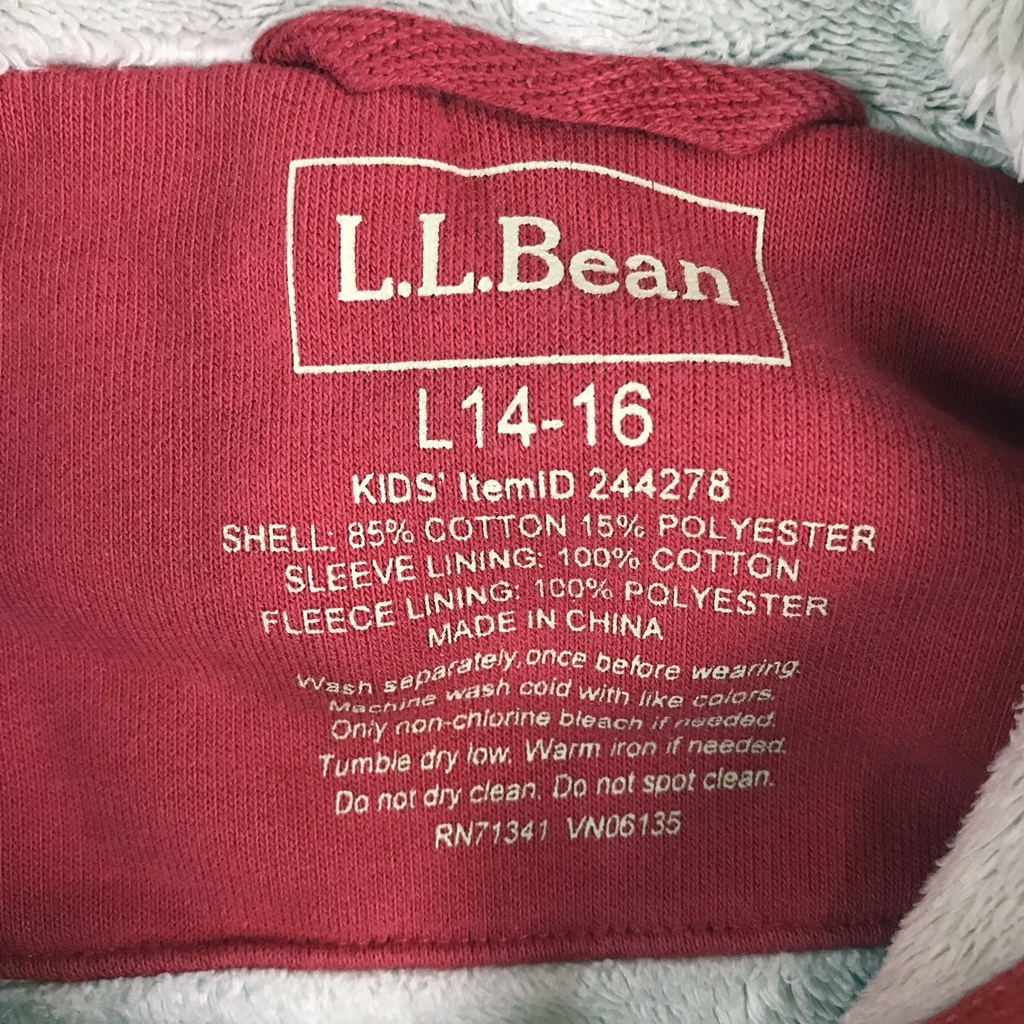 L.L.Bean
L14-16
KIDS' ItemID 244278
SHELL: 85% COTTON 15% POLYESTER
SLEEVE LINING: 100% COTTON
FLEECE LINING: 100% POLYESTER
MADE IN CHINA
Wash separately, once before wearing.
Machine wash cold with like colors.
Only non-chlorine bleach if needed.
Tumble dry low. Warm iron if needed.
Do not dry clean. Do not spot clean.
RN71341 VN06135